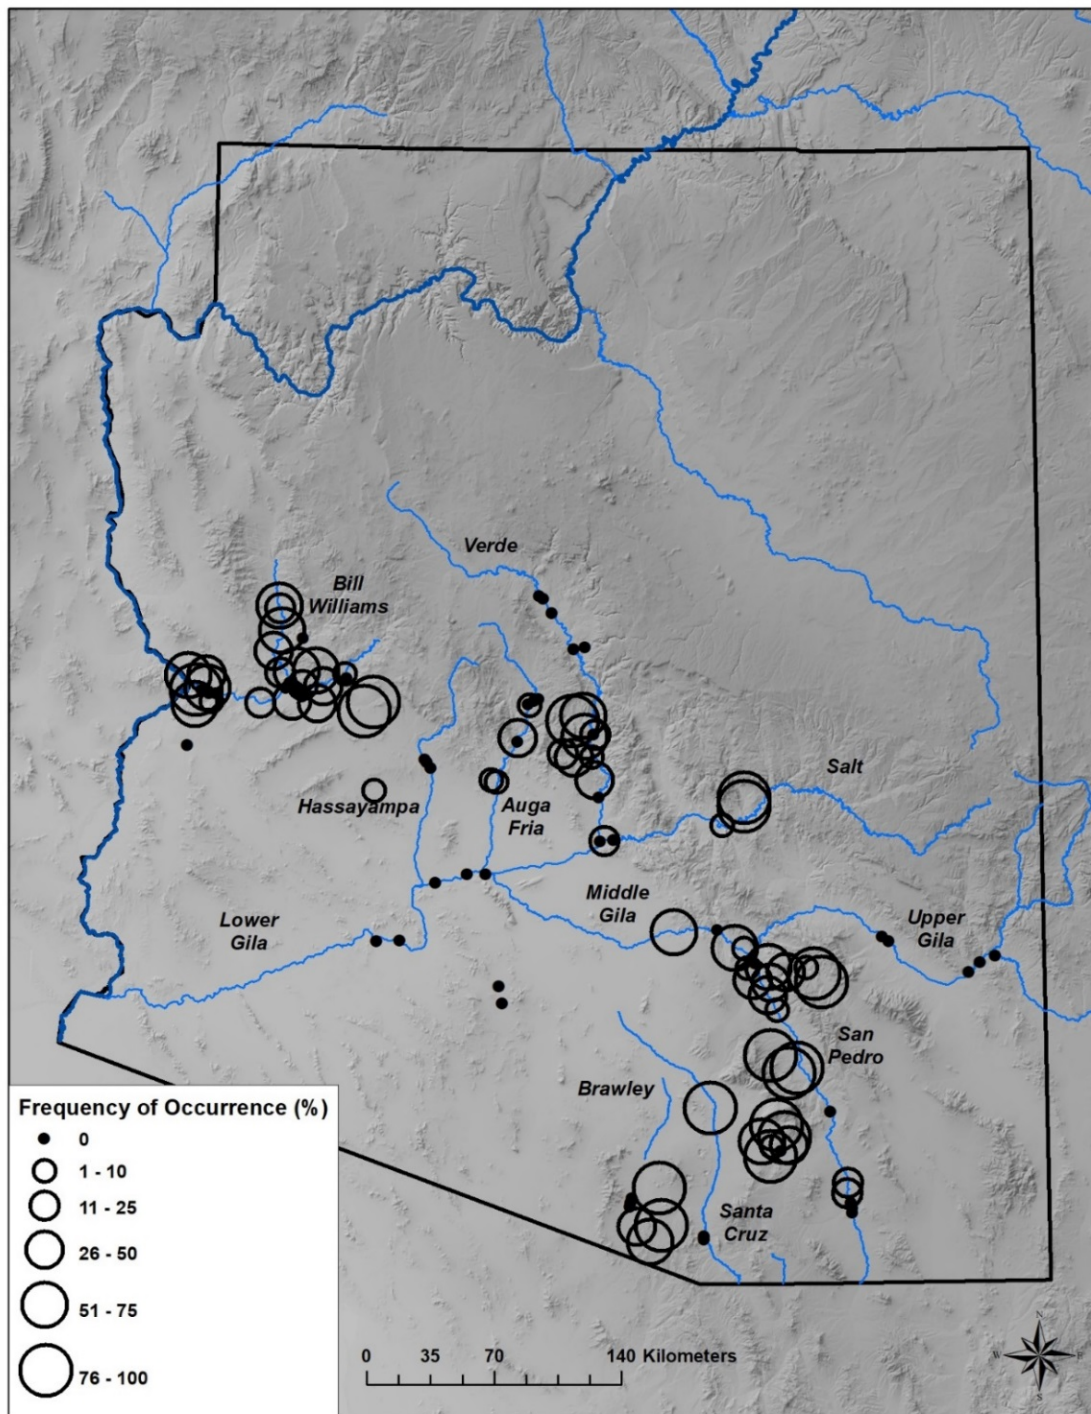 Verde
Bill
Williams
Hassayampa
Auga
Fria
Salt
Lower
Gila
Middle
Gila
Upper
Gila
San
Pedro
Brawley
Santa
Cruz
Frequency of Occurrence (%)
0
1 - 10
11 - 25
26 - 50
51 - 75
76 - 100
0 35 70 140 Kilometers
N
W E
S